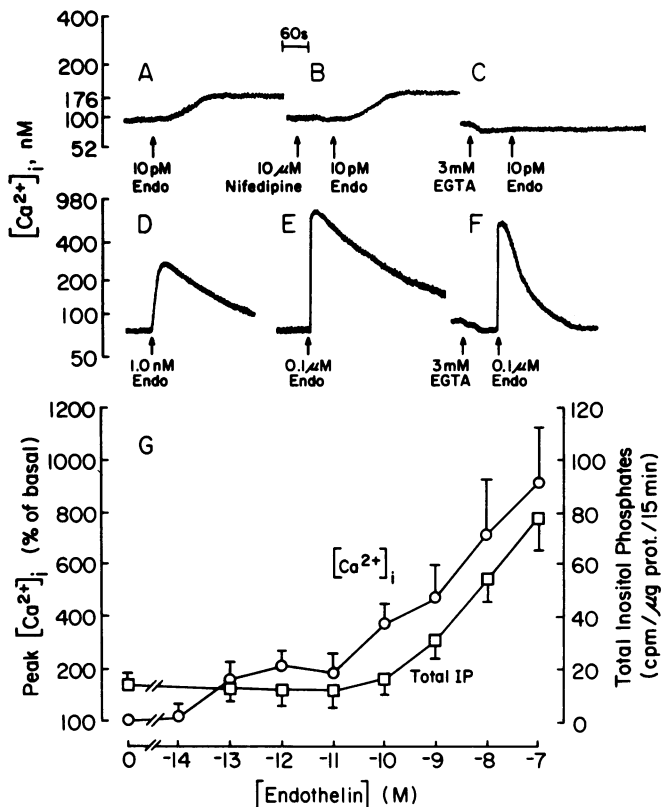 [Ca2+]i, nM
400
200
176
100
52
60s
A
B
C
10pM
Endo
10 μM
Nifedipine
10pM
Endo
3mM
EGTA
10pM
Endo
980
400
200
100
50
D
E
F
1.0nM
Endo
0.1μM
Endo
3mM
EGTA
0.1μM
Endo
G
Peak [Ca2+]i (% of basal)
1200
1000
800
600
400
200
100
[Ca2+]i
Total IP
120
100
80
60
40
20
0
Total Inositol Phosphates
(cpm/μg prot./15 min)
0 -14 -13 -12 -11 -10 -9 -8 -7
[Endothelin] (M)